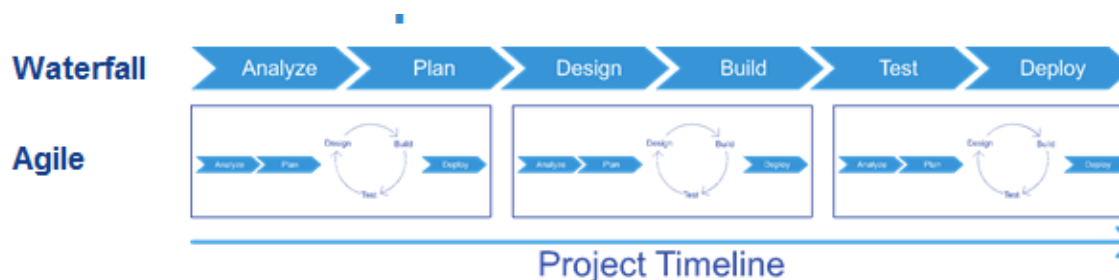 Waterfall Analyze Plan Design Build Test Deploy
Agile
Analyze Plan Design Build Test Deploy
Analyze Plan Design Build Test Deploy
Analyze Plan Design Build Test Deploy
Project Timeline